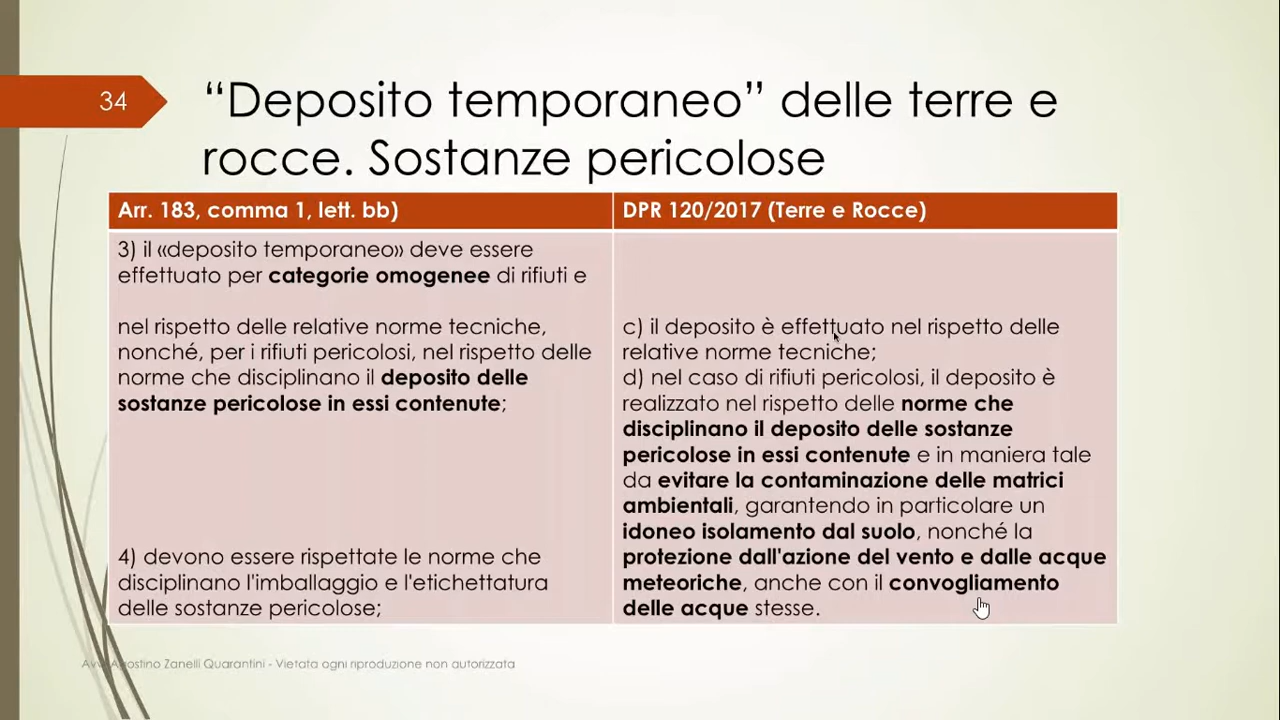 34
“Deposito temporaneo” delle terre e
rocce. Sostanze pericolose
Arr. 183, comma 1, lett. bb)
3) il «deposito temporaneo» deve essere
effettuato per categorie omogenee di rifiuti e
nel rispetto delle relative norme tecniche,
nonché, per i rifiuti pericolosi, nel rispetto delle
norme che disciplinano il deposito delle
sostanze pericolose in essi contenute;
4) devono essere rispettate le norme che
disciplinano l'imballaggio e l'etichettatura
delle sostanze pericolose;
DPR 120/2017 (Terre e Rocce)
c) il deposito è effettuato nel rispetto delle
relative norme tecniche;
d) nel caso di rifiuti pericolosi, il deposito è
realizzato nel rispetto delle norme che
disciplinano il deposito delle sostanze
pericolose in essi contenute e in maniera tale
da evitare la contaminazione delle matrici
ambientali, garantendo in particolare un
idoneo isolamento dal suolo, nonché la
protezione dall'azione del vento e dalle acque
meteoriche, anche con il convogliamento
delle acque stesse.
Avv. Agostino Zanelli Quarantini - Vietata ogni riproduzione non autorizzata